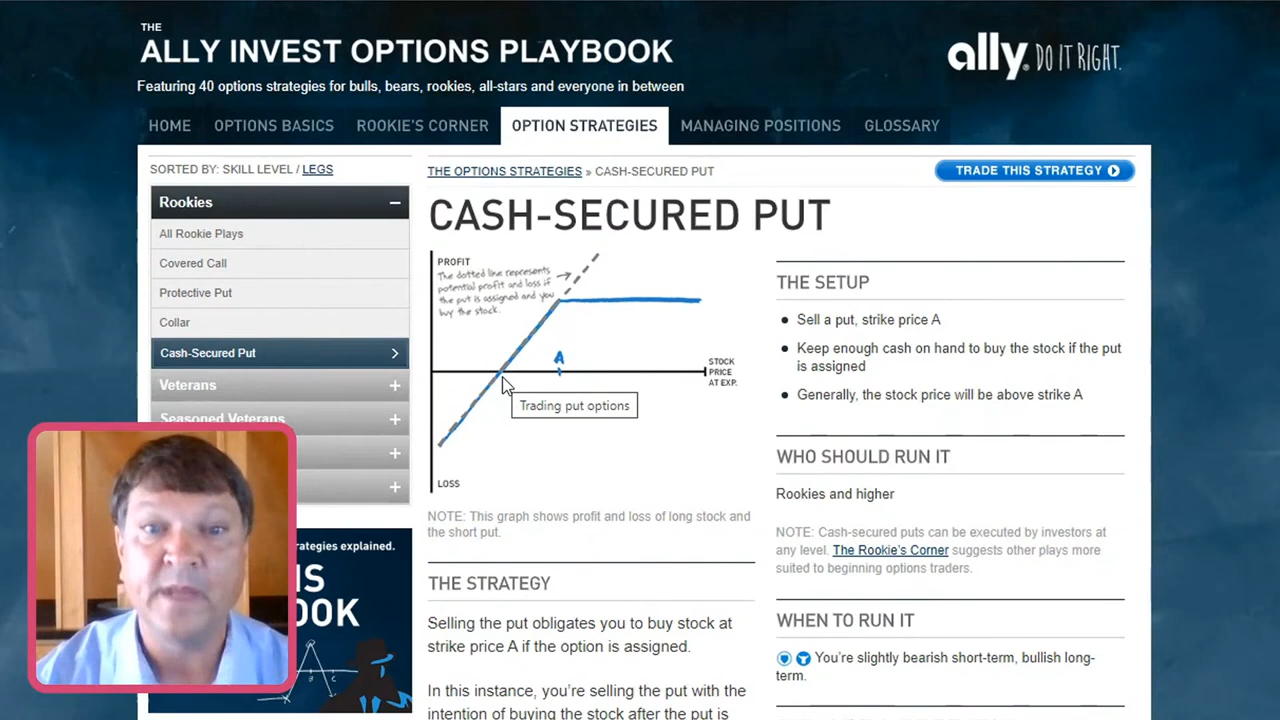 THE
ALLY INVEST OPTIONS PLAYBOOK
Featuring 40 options strategies for bulls, bears, rookies, all-stars and everyone in between
ally. DO IT RIGHT.
HOME
OPTIONS BASICS
ROOKIE'S CORNER
OPTION STRATEGIES
MANAGING POSITIONS
GLOSSARY
SORTED BY: SKILL LEVEL / LEGS
Rookies
All Rookie Plays
Covered Call
Protective Put
Collar
Cash-Secured Put
Veterans
Seasoned Veterans
strategies explained.
THE OPTIONS STRATEGIES » CASH-SECURED PUT
TRADE THIS STRATEGY
CASH-SECURED PUT
PROFIT
The dotted line represents
potential profit and loss if
the put is assigned and you
buy the stock.
A
STOCK
PRICE
AT EXP.
Trading put options
LOSS
NOTE: This graph shows profit and loss of long stock and
the short put.
THE STRATEGY
Selling the put obligates you to buy stock at
strike price A if the option is assigned.
In this instance, you're selling the put with the
intention of buying the stock after the put is
THE SETUP
Sell a put, strike price A
Keep enough cash on hand to buy the stock if the put
is assigned
Generally, the stock price will be above strike A
WHO SHOULD RUN IT
Rookies and higher
NOTE: Cash-secured puts can be executed by investors at
any level. The Rookie's Corner suggests other plays more
suited to beginning options traders.
WHEN TO RUN IT
You're slightly bearish short-term, bullish long-
term.